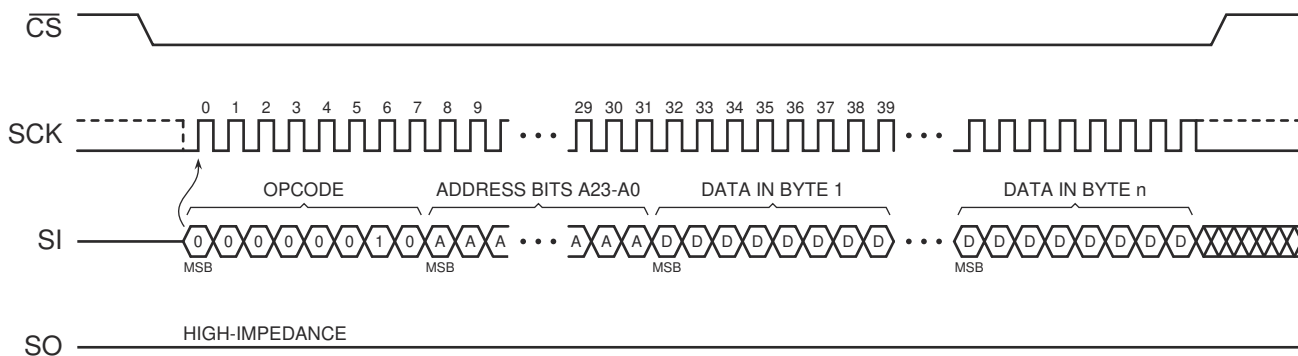 CS
0 1 2 3 4 5 6 7 8 9 29 30 31 32 33 34 35 36 37 38 39
SCK
OPCODE ADDRESS BITS A23-A0 DATA IN BYTE 1 DATA IN BYTE n
SI 0 0 0 0 0 0 1 0 A A A A A A D D D D D D D D D D D D D D D D
MSB MSB MSB MSB
HIGH-IMPEDANCE
SO